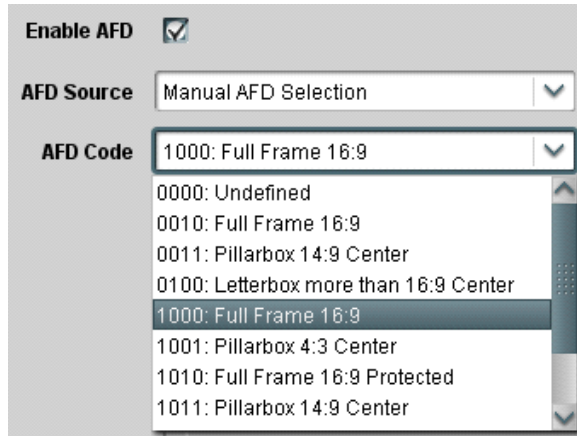 Enable AFD
AFD Source Manual AFD Selection
AFD Code 1000: Full Frame 16:9
0000: Undefined
0010: Full Frame 16:9
0011: Pillarbox 14:9 Center
0100: Letterbox more than 16:9 Center
1000: Full Frame 16:9
1001: Pillarbox 4:3 Center
1010: Full Frame 16:9 Protected
1011: Pillarbox 14:9 Center